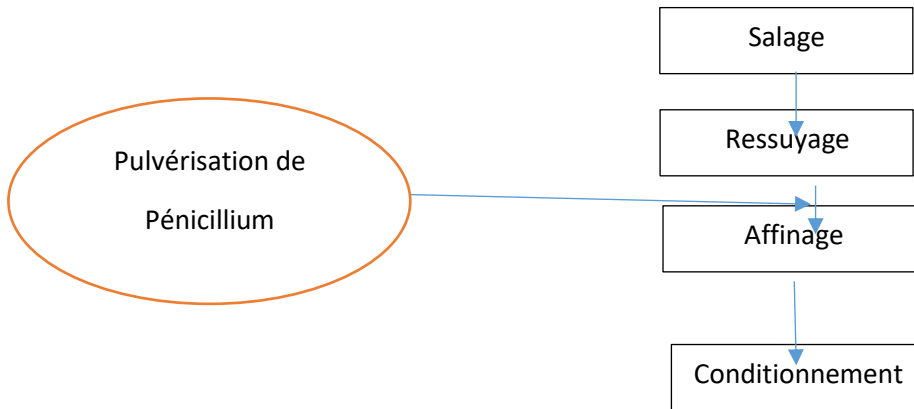 Salage
Ressuyage
Pulvérisation de
Pénicillium
Affinage
Conditionnement